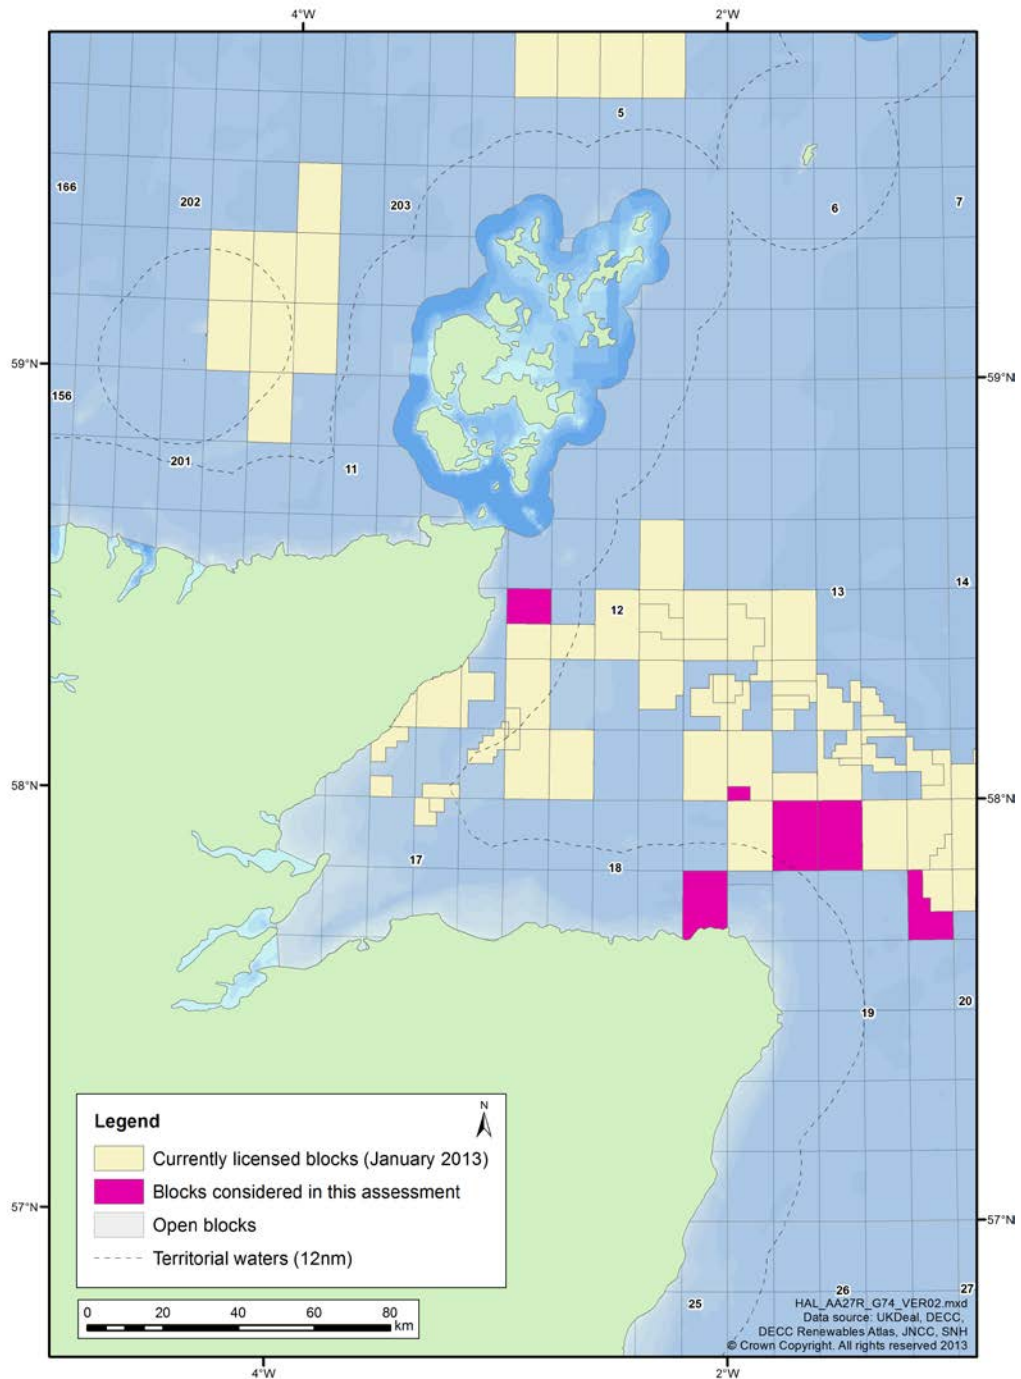 4°W
2°W
5
166
202
203
6
7
59°N
59°N
156
201
11
12
13
14
58°N
58°N
17
18
19
20
Legend
N
Currently licensed blocks (January 2013)
Blocks considered in this assessment
Open blocks
Territorial waters (12nm)
57°N
57°N
0 20 40 60 80
km
25
26
27
HAL_AA27R_G74_VER02.mxd
Data source: UKDeal, DECC,
DECC Renewables Atlas, JNCC, SNH
© Crown Copyright. All rights reserved 2013
4°W
2°W